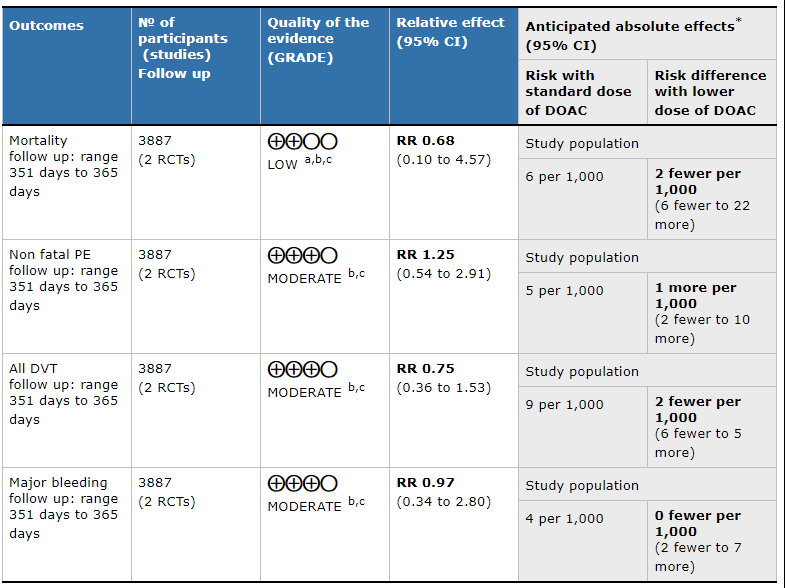 Outcomes
№ of participants (studies) Follow up
Quality of the evidence (GRADE)
Relative effect (95% CI)
Anticipated absolute effects* (95% CI)
Risk with standard dose of DOAC
Risk difference with lower dose of DOAC
Mortality
follow up: range
351 days to 365
days
3887
(2 RCTs)
⨁⨁◯◯
LOW a,b,c
RR 0.68
(0.10 to 4.57)
Study population
6 per 1,000
2 fewer per
1,000
(6 fewer to 22
more)
Non fatal PE
follow up: range
351 days to 365
days
3887
(2 RCTs)
⨁⨁⨁◯
MODERATE b,c
RR 1.25
(0.54 to 2.91)
Study population
5 per 1,000
1 more per
1,000
(2 fewer to 10
more)
All DVT
follow up: range
351 days to 365
days
3887
(2 RCTs)
⨁⨁⨁◯
MODERATE b,c
RR 0.75
(0.36 to 1.53)
Study population
9 per 1,000
2 fewer per
1,000
(6 fewer to 5
more)
Major bleeding
follow up: range
351 days to 365
days
3887
(2 RCTs)
⨁⨁⨁◯
MODERATE b,c
RR 0.97
(0.34 to 2.80)
Study population
4 per 1,000
0 fewer per
1,000
(2 fewer to 7
more)